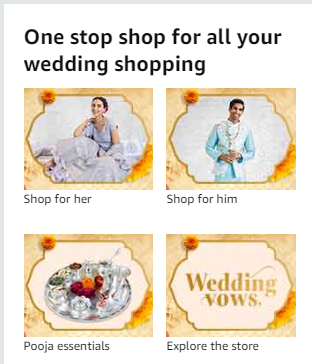 One stop shop for all your
wedding shopping
Shop for her
Shop for him
Wedding
vows.
Pooja essentials
Explore the store